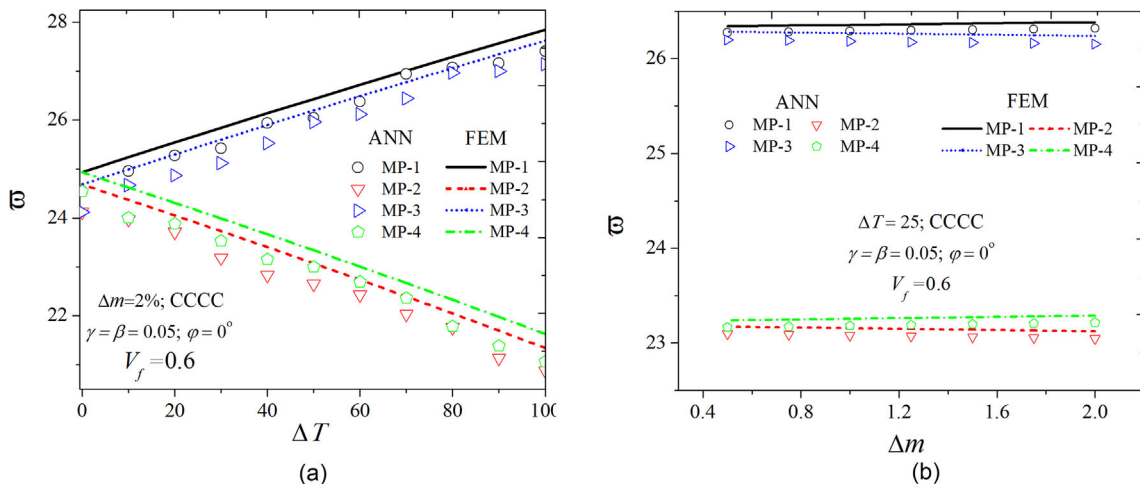 28
26
24
22
ϖ
ANN FEM
MP-1 MP-1
MP-2 MP-2
MP-3 MP-3
MP-4 MP-4
Δm=2%; CCCC
γ = β = 0.05; φ=0°
V_f = 0.6
0 20 40 60 80 100
ΔT
(a)
26
25
24
23
ϖ
ANN FEM
MP-1 MP-2 MP-1 MP-2
MP-3 MP-4 MP-3 MP-4
ΔT = 25; CCCC
γ = β = 0.05; φ=0°
V_f = 0.6
0.4 0.8 1.2 1.6 2.0
Δm
(b)